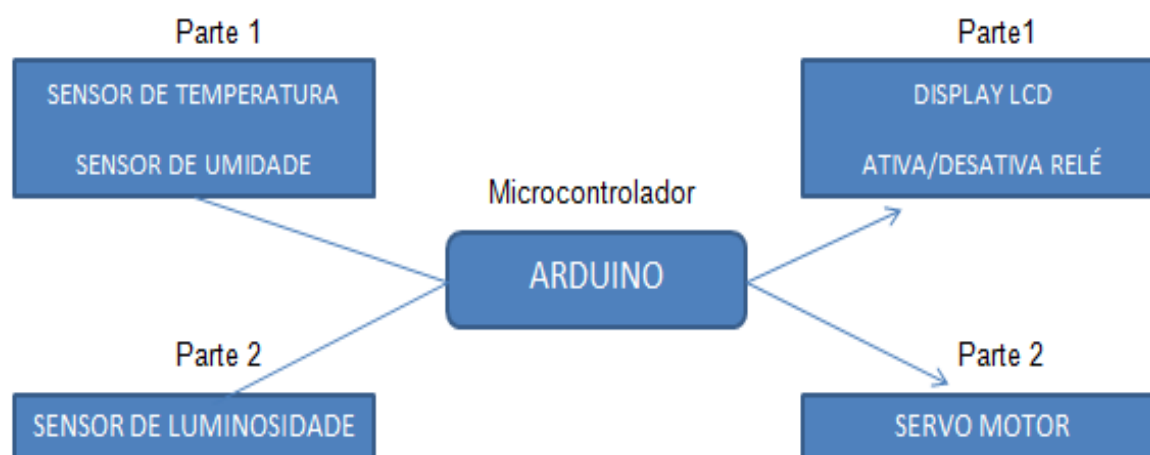 Parte 1
SENSOR DE TEMPERATURA
SENSOR DE UMIDADE
Parte1
DISPLAY LCD
ATIVA/DESATIVA RELÉ
Microcontrolador
ARDUINO
Parte 2
SENSOR DE LUMINOSIDADE
Parte 2
SERVO MOTOR